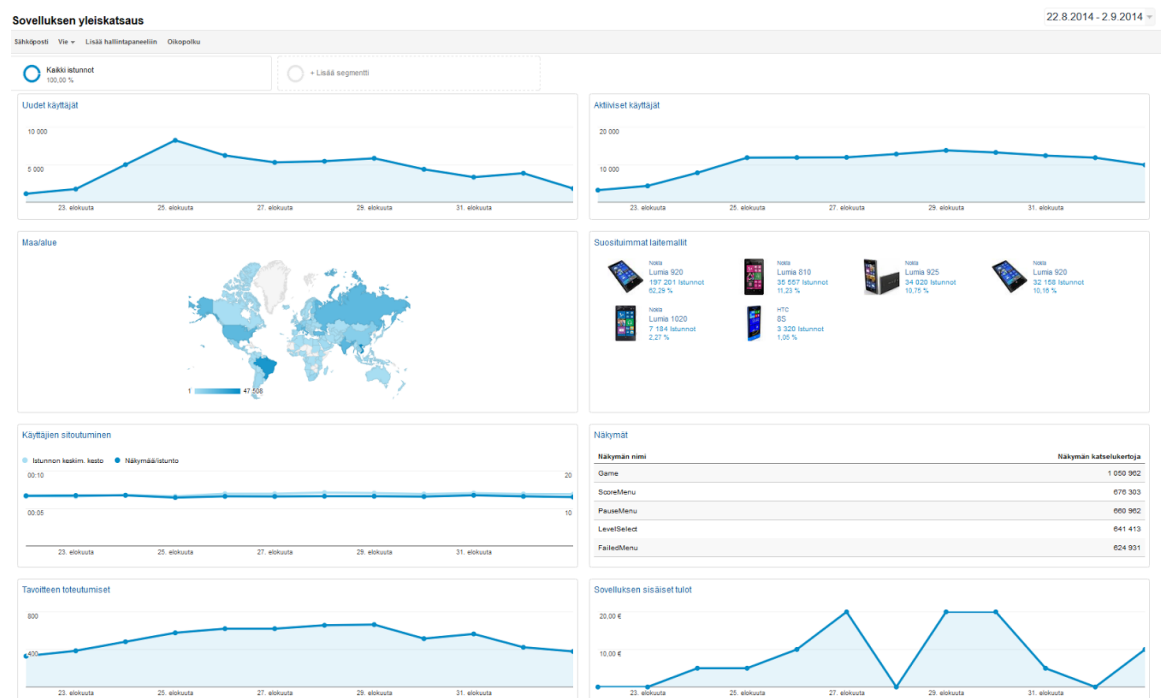 Sovelluksen yleiskatsaus
22.8.2014 - 2.9.2014
Sähköposti Vie Lisää hallintapaneeliin Oikopolku
Kaikki istunnot
100,00 %
+ Lisää segmentti
Uudet käyttäjät
10 000
5 000
23. elokuuta 25. elokuuta 27. elokuuta 29. elokuuta 31. elokuuta
Aktiiviset käyttäjät
20 000
10 000
23. elokuuta 25. elokuuta 27. elokuuta 29. elokuuta 31. elokuuta
Maa/alue
1 47 508
Suosituimmat laitemallit
Nokia
Lumia 920
197 201 Istunnot
62,29 %
Nokia
Lumia 810
35 557 Istunnot
11,23 %
Nokia
Lumia 925
34 020 Istunnot
10,75 %
Nokia
Lumia 920
32 158 Istunnot
10,16 %
Nokia
Lumia 1020
7 184 Istunnot
2,27 %
HTC
8S
3 320 Istunnot
1,05 %
Käyttäjien sitoutuminen
Istunnon keskim. kesto Näkymää/istunto
00:10 20
00:05 10
23. elokuuta 25. elokuuta 27. elokuuta 29. elokuuta 31. elokuuta
Näkymät
Näkymän nimi Näkymän katselukertoja
Game 1 050 962
ScoreMenu 676 303
PauseMenu 660 962
LevelSelect 641 413
FailedMenu 624 931
Tavoitteen toteutumiset
800
400
23. elokuuta 25. elokuuta 27. elokuuta 29. elokuuta 31. elokuuta
Sovelluksen sisäiset tulot
20,00 €
10,00 €
23. elokuuta 25. elokuuta 27. elokuuta 29. elokuuta 31. elokuuta